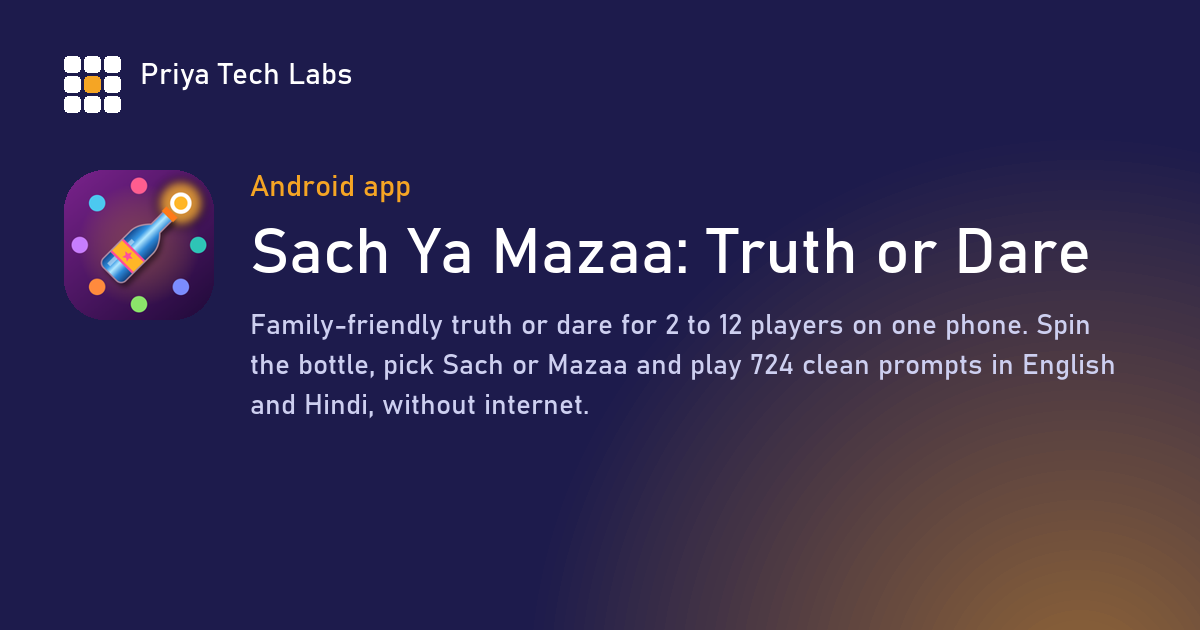 Priya Tech Labs
Android app
Sach Ya Mazaa: Truth or Dare
Family-friendly truth or dare for 2 to 12 players on one phone. Spin
the bottle, pick Sach or Mazaa and play 724 clean prompts in English
and Hindi, without internet.